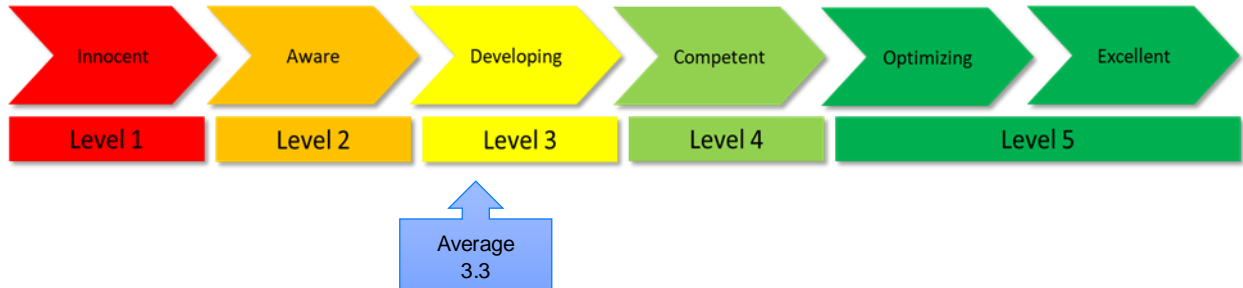 Innocent
Aware
Developing
Competent
Optimizing
Excellent
Level 1
Level 2
Level 3
Level 4
Level 5
Average
3.3